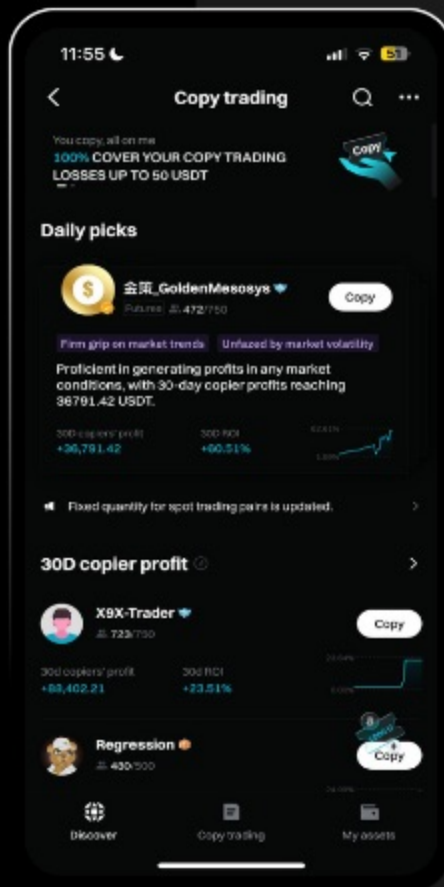 11:55
51
Copy trading
You copy, all on me
100% COVER YOUR COPY TRADING
LOSSES UP TO 50 USDT
Copy
Daily picks
金策_GoldenMesosys
Copy
Futures 472/750
Firm grip on market trends Unfazed by market volatility
Proficient in generating profits in any market
conditions, with 30-day copier profits reaching
36791.42 USDT.
30D copiers' profit 30D ROI
+36,791.42 +60.51%
Fixed quantity for spot trading pairs is updated.
30D copier profit
X9X-Trader
723/750
Copy
30d copiers' profit 30d ROI
+83,402.21 +23.51%
Regression
430/500
Copy
Discover Copy trading My assets